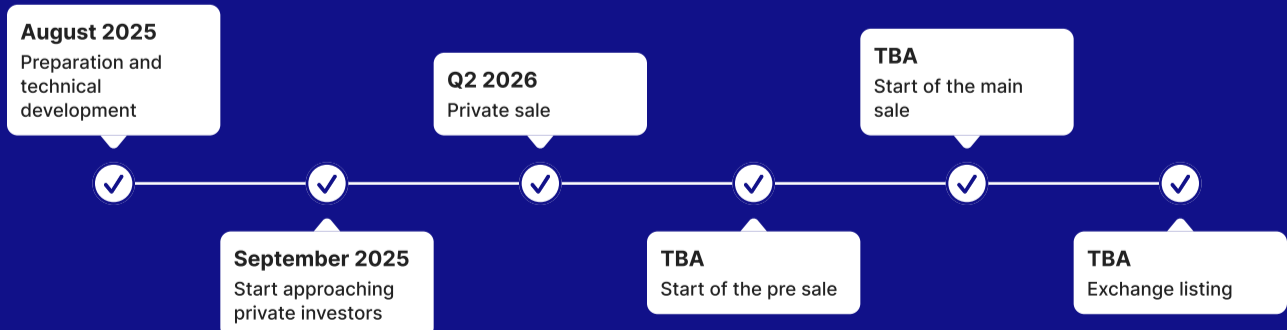 August 2025
Preparation and
technical
development
September 2025
Start approaching
private investors
Q2 2026
Private sale
TBA
Start of the pre sale
TBA
Start of the main
sale
TBA
Exchange listing